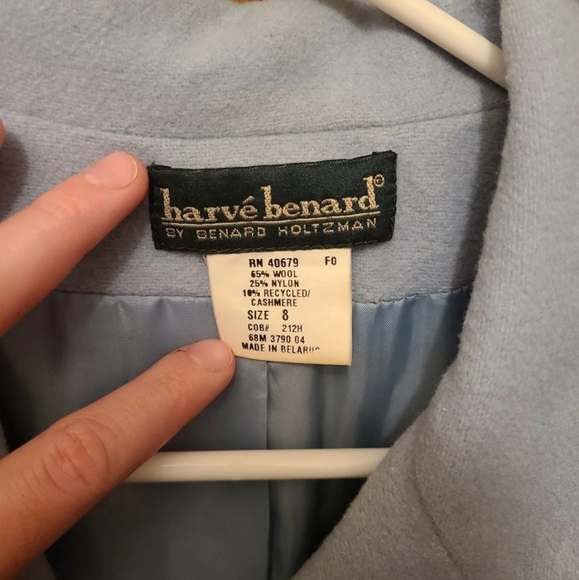 harvé benard®
BY BENARD HOLTZMAN
RN 40679 F0
65% WOOL
25% NYLON
10% RECYCLED/
CASHMERE
SIZE 8
COB# 212H
68M 3790 04
MADE IN BELARUS